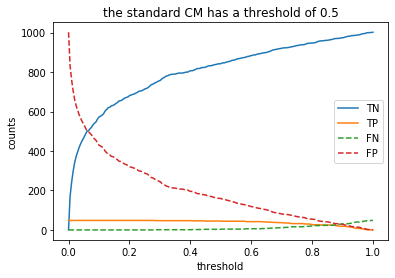 the standard CM has a threshold of 0.5
1000
800
600
400
200
0
counts
TN
TP
FN
FP
0.0 0.2 0.4 0.6 0.8 1.0
threshold